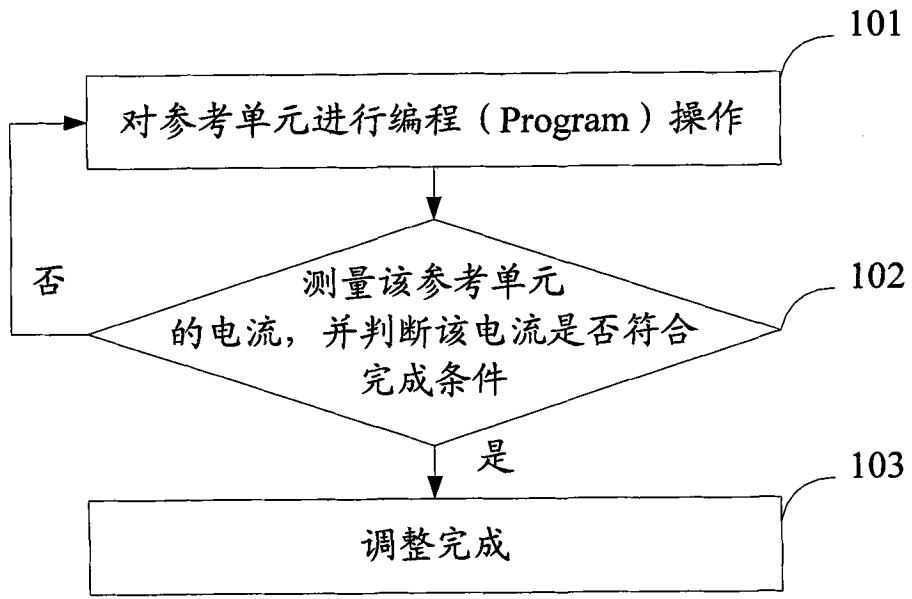 101
对参考单元进行编程（Program）操作
否
测量该参考单元
102
的电流，并判断该电流是否符合
完成条件
是
103
调整完成